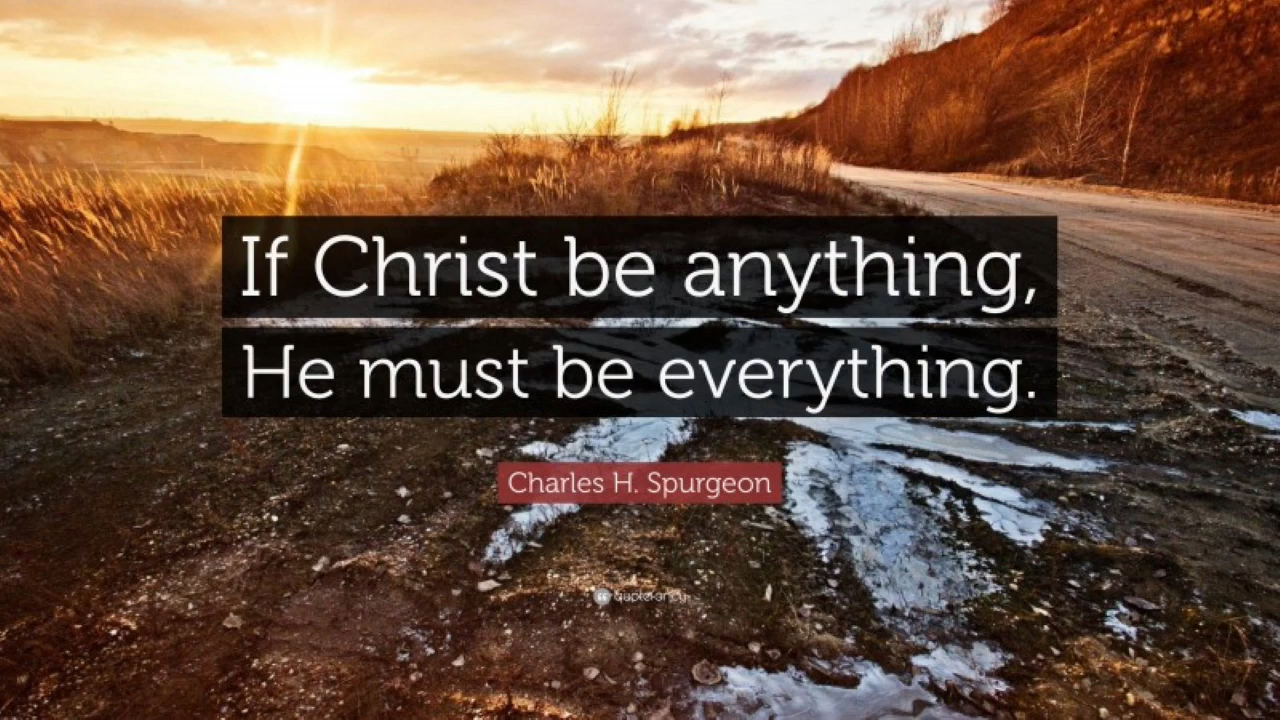 If Christ be anything,
He must be everything.
Charles H. Spurgeon